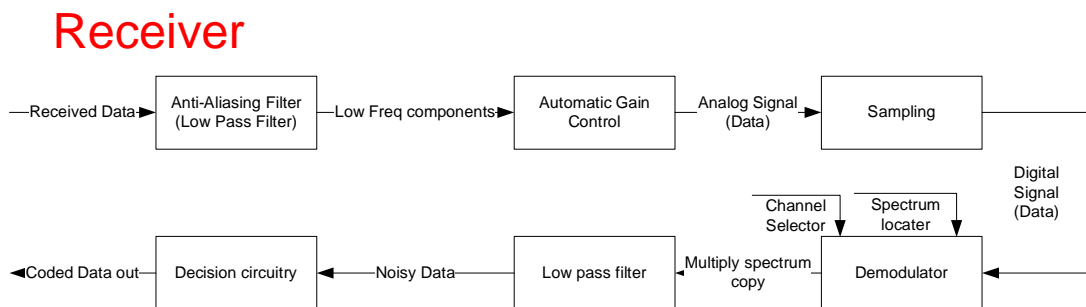 Receiver
Received Data
Anti-Aliasing Filter
(Low Pass Filter)
Low Freq components
Automatic Gain
Control
Analog Signal
(Data)
Sampling
Digital
Signal
(Data)
Channel
Selector
Spectrum
locater
Demodulator
Multiply spectrum
copy
Low pass filter
Noisy Data
Decision circuitry
Coded Data out